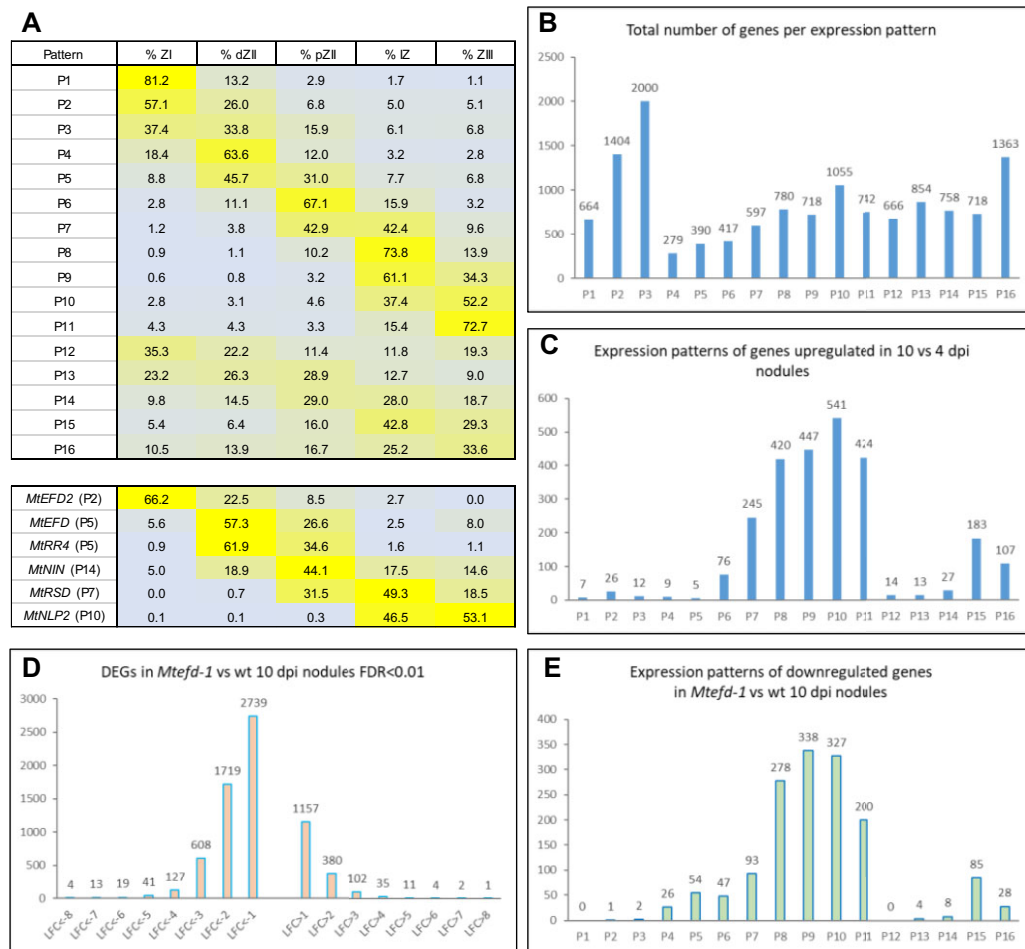 A
Pattern % ZI % dZII % pZII % IZ % ZIII
P1 81.2 13.2 2.9 1.7 1.1
P2 57.1 26.0 6.8 5.0 5.1
P3 37.4 33.8 15.9 6.1 6.8
P4 18.4 63.6 12.0 3.2 2.8
P5 8.8 45.7 31.0 7.7 6.8
P6 2.8 11.1 67.1 15.9 3.2
P7 1.2 3.8 42.9 42.4 9.6
P8 0.9 1.1 10.2 73.8 13.9
P9 0.6 0.8 3.2 61.1 34.3
P10 2.8 3.1 4.6 37.4 52.2
P11 4.3 4.3 3.3 15.4 72.7
P12 35.3 22.2 11.4 11.8 19.3
P13 23.2 26.3 28.9 12.7 9.0
P14 9.8 14.5 29.0 28.0 18.7
P15 5.4 6.4 16.0 42.8 29.3
P16 10.5 13.9 16.7 25.2 33.6
MtEFD2 (P2) 66.2 22.5 8.5 2.7 0.0
MtEFD (P5) 5.6 57.3 26.6 2.5 8.0
MtRR4 (P5) 0.9 61.9 34.6 1.6 1.1
MtNIN (P14) 5.0 18.9 44.1 17.5 14.6
MtRSD (P7) 0.0 0.7 31.5 49.3 18.5
MtNLP2 (P10) 0.1 0.1 0.3 46.5 53.1
B
Total number of genes per expression pattern
2500
2000
1500
1000
500
0
664 1404 2000 279 390 417 597 780 718 1055 742 666 854 758 718 1363
P1 P2 P3 P4 P5 P6 P7 P8 P9 P10 P11 P12 P13 P14 P15 P16
C
Expression patterns of genes upregulated in 10 vs 4 dpi
nodules
600
500
400
300
200
100
0
7 26 12 9 5 76 245 420 447 541 424 14 13 27 183 107
P1 P2 P3 P4 P5 P6 P7 P8 P9 P10 P11 P12 P13 P14 P15 P16
D
DEGs in Mtefd-1 vs wt 10 dpi nodules FDR<0.01
3000
2500
2000
1500
1000
500
0
4 13 19 41 127 608 1719 2739 1157 380 102 35 11 4 2 1
LFC<-8 LFC<-7 LFC<-6 LFC<-5 LFC<-4 LFC<-3 LFC<-2 LFC<-1 LFC>1 LFC>2 LFC>3 LFC>4 LFC>5 LFC>6 LFC>7 LFC>8
E
Expression patterns of downregulated genes
in Mtefd-1 vs wt 10 dpi nodules
400
350
300
250
200
150
100
50
0
0 1 2 26 54 47 93 278 338 327 200 0 4 8 85 28
P1 P2 P3 P4 P5 P6 P7 P8 P9 P10 P11 P12 P13 P14 P15 P16